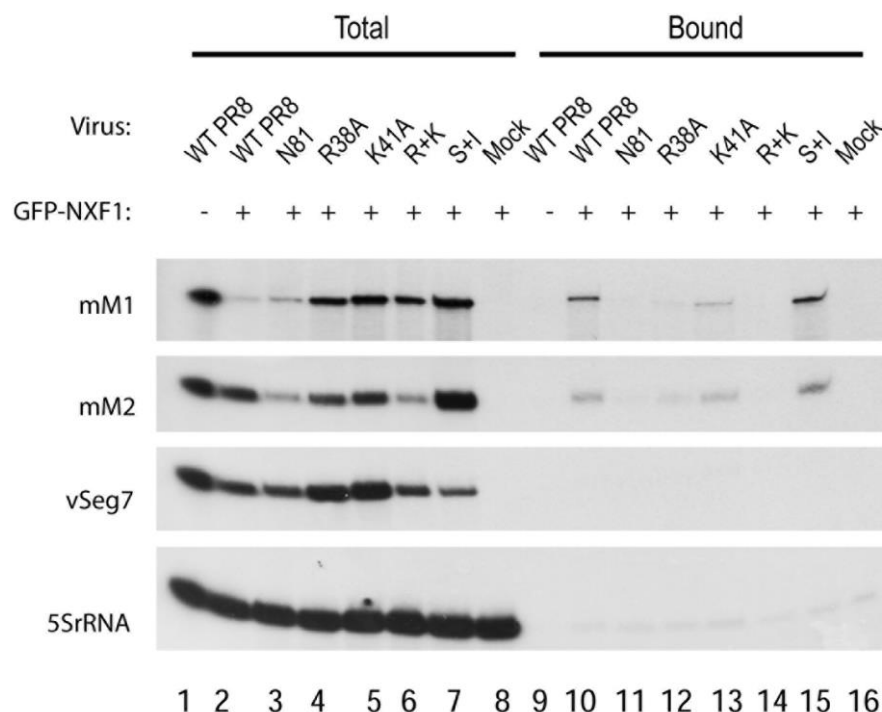 Total Bound
Virus: WT PR8 WT PR8 N81 R38A K41A R+K S+I Mock WT PR8 WT PR8 N81 R38A K41A R+K S+I Mock
GFP-NXF1: - + + + + + + + - + + + + + + +
mM1
mM2
vSeg7
5SrRNA
1 2 3 4 5 6 7 8 9 10 11 12 13 14 15 16